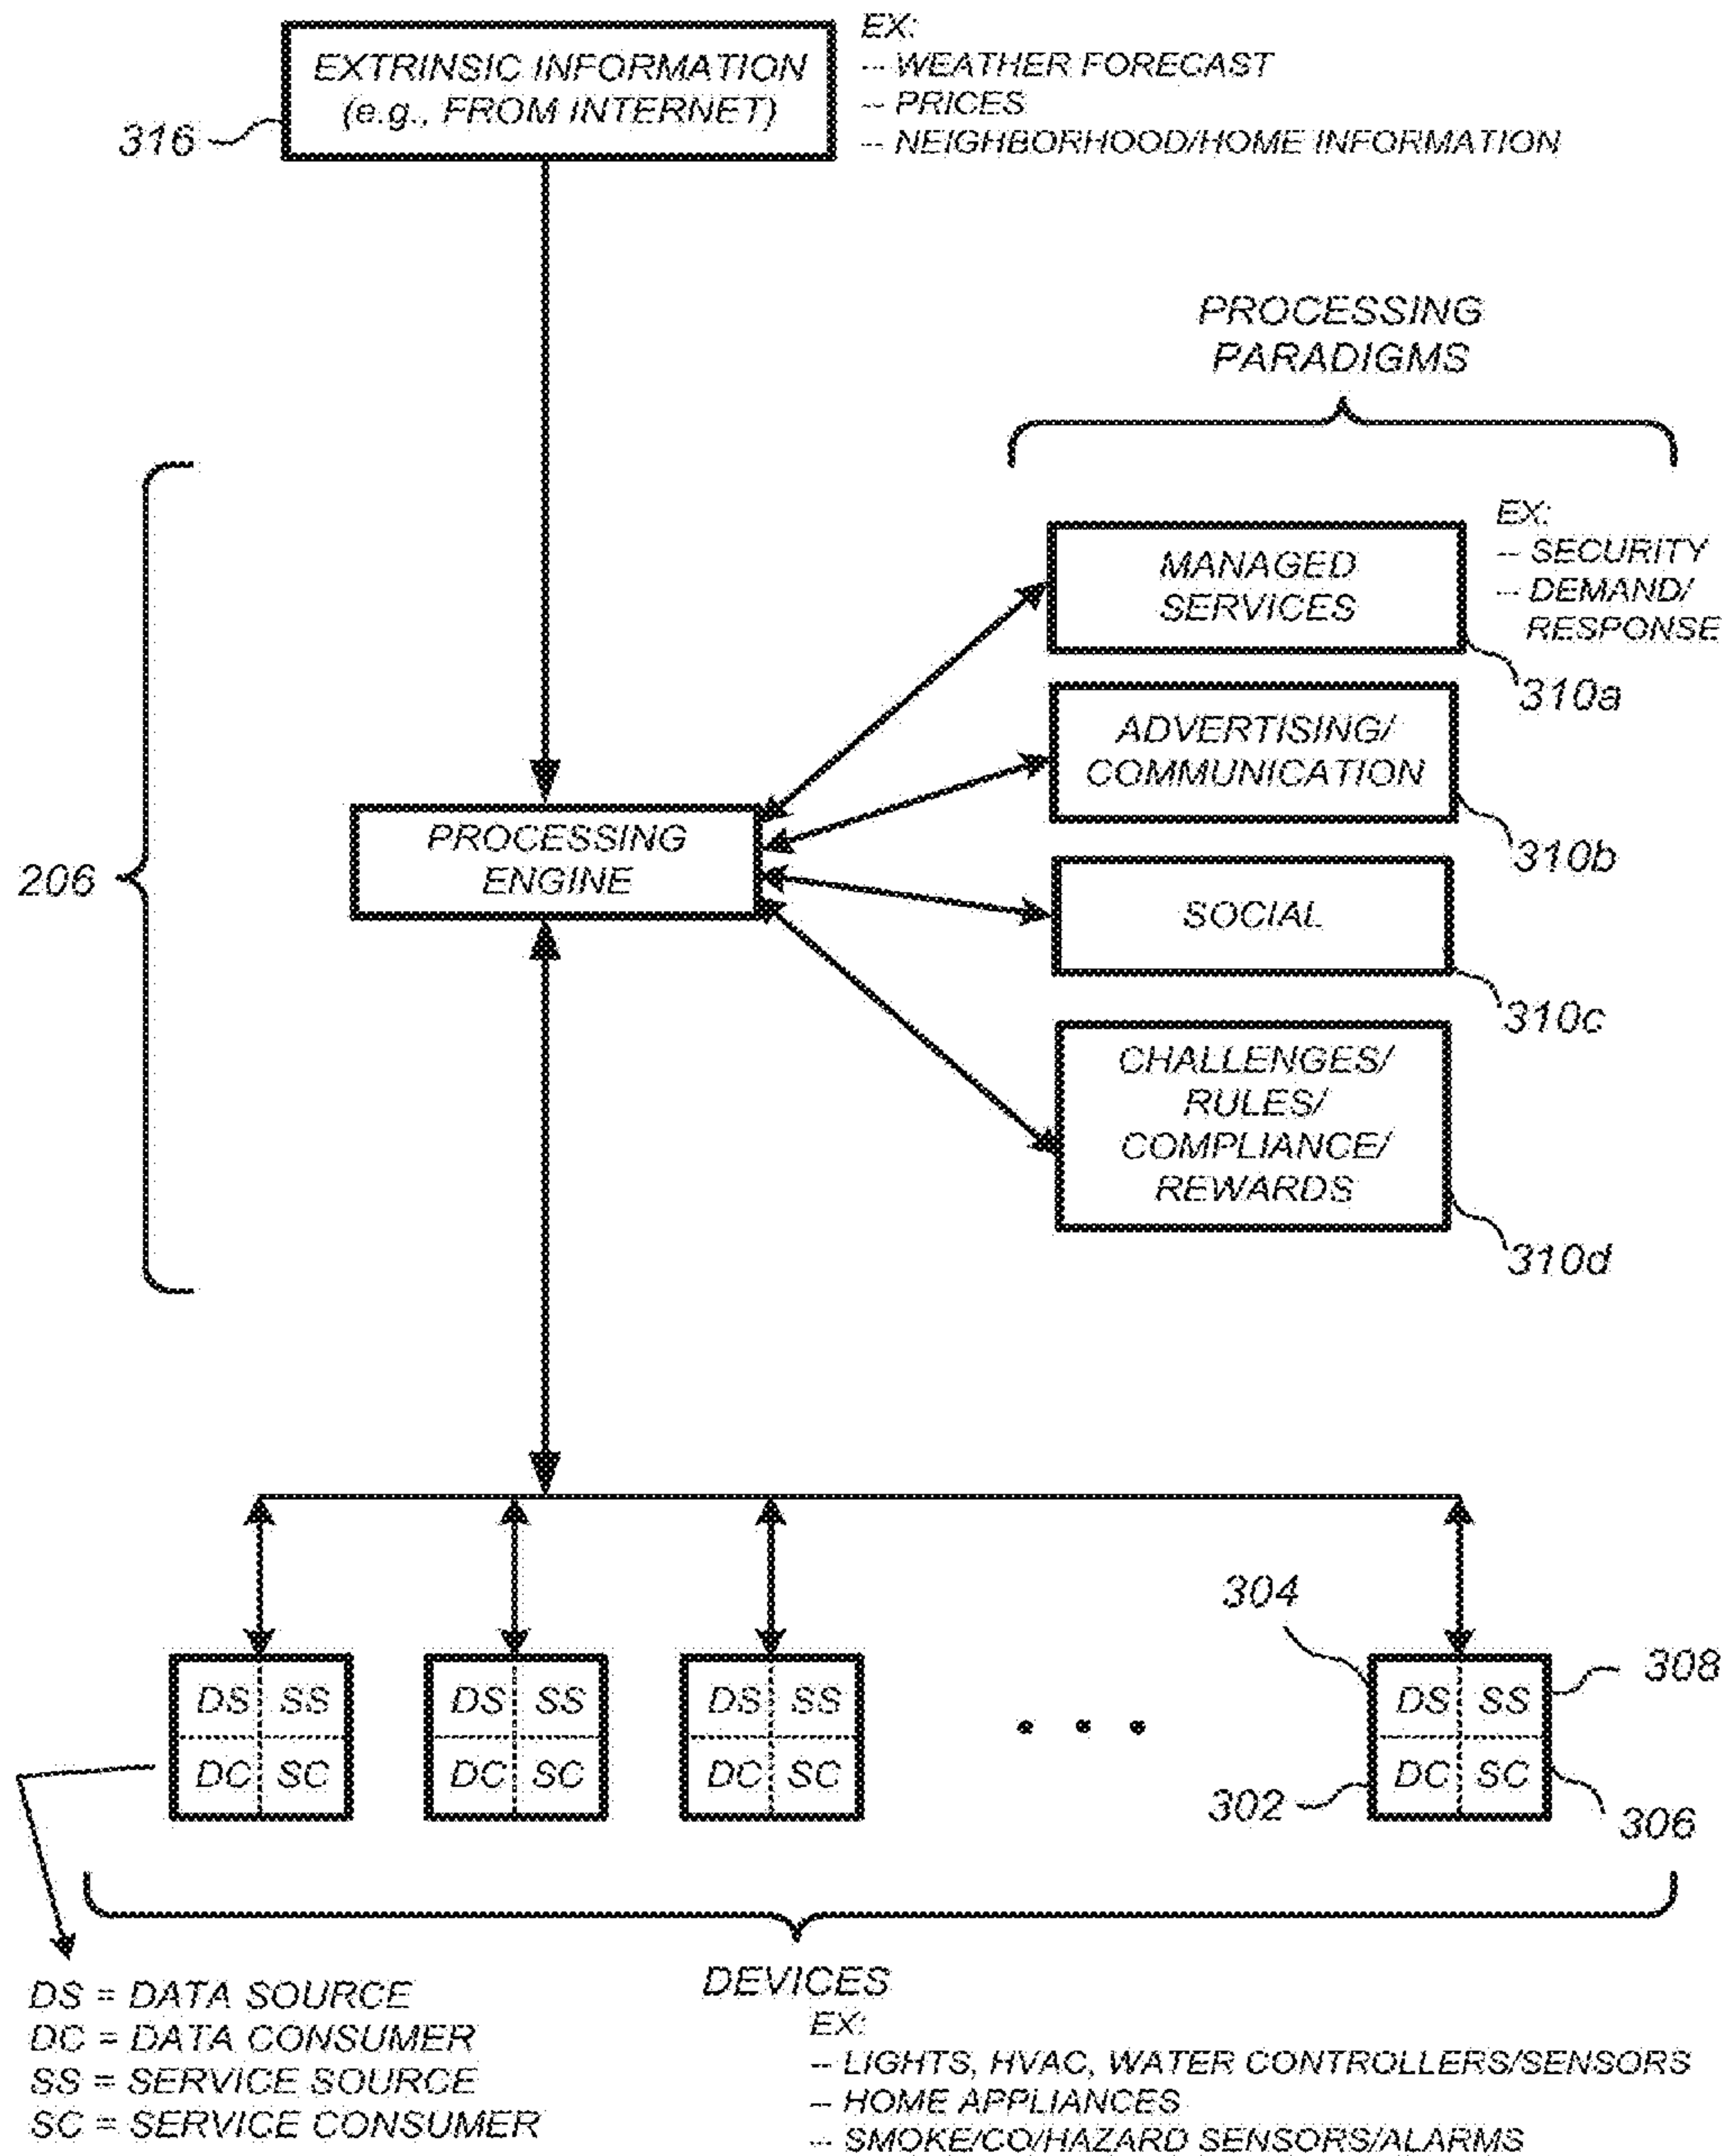 EXTRINSIC INFORMATION
(e.g., FROM INTERNET)
316
EX:
-- WEATHER FORECAST
-- PRICES
-- NEIGHBORHOOD/HOME INFORMATION
PROCESSING
PARADIGMS
206
PROCESSING
ENGINE
MANAGED
SERVICES
EX:
-- SECURITY
-- DEMAND/
RESPONSE
310a
ADVERTISING/
COMMUNICATION
310b
SOCIAL
310c
CHALLENGES/
RULES/
COMPLIANCE/
REWARDS
310d
DS SS
DC SC
DS SS
DC SC
DS SS
DC SC
• • •
304
308
DS SS
DC SC
302
306
DS = DATA SOURCE
DC = DATA CONSUMER
SS = SERVICE SOURCE
SC = SERVICE CONSUMER
DEVICES
EX:
-- LIGHTS, HVAC, WATER CONTROLLERS/SENSORS
-- HOME APPLIANCES
-- SMOKE/CO/HAZARD SENSORS/ALARMS